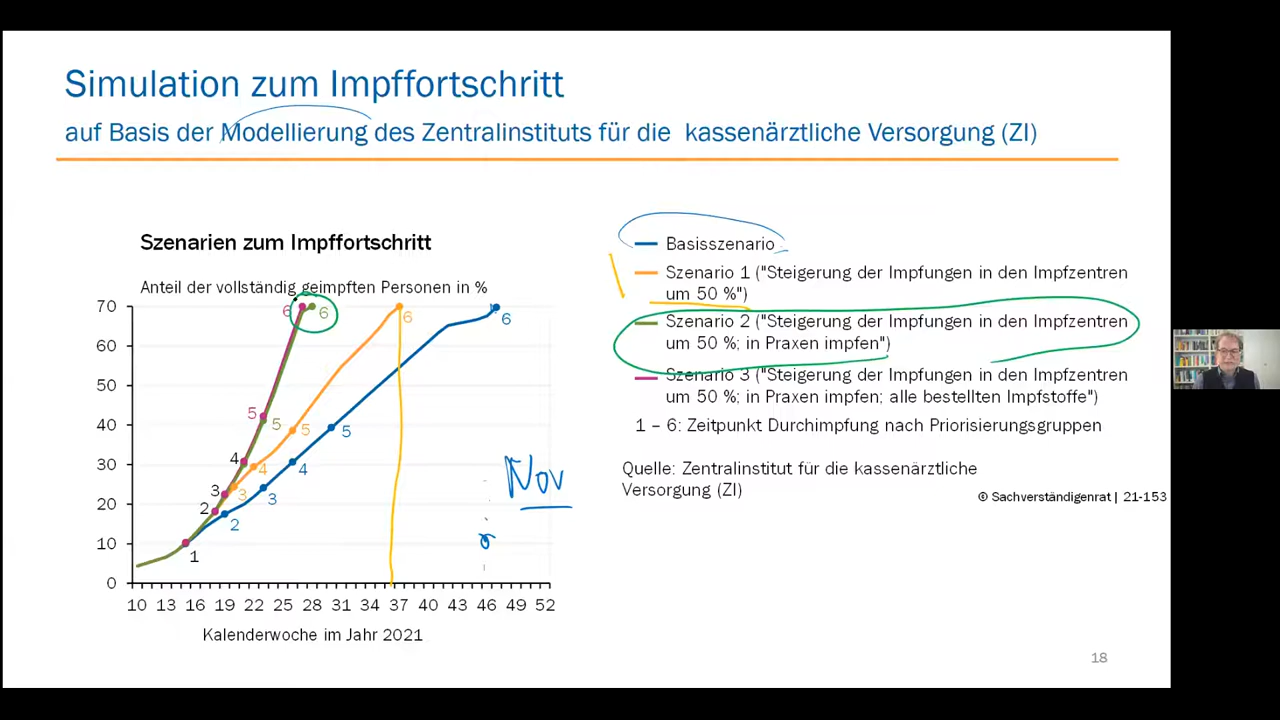 Simulation zum Impffortschritt
auf Basis der Modellierung des Zentralinstituts für die kassenärztliche Versorgung (ZI)
Szenarien zum Impffortschritt
Anteil der vollständig geimpften Personen in %
70
60
50
40
30
20
10
0
6 6 6 6
5 5 5 5
4 4 4
3 3 3
2 2
1
Nov
10 13 16 19 22 25 28 31 34 37 40 43 46 49 52
Kalenderwoche im Jahr 2021
Basisszenario
Szenario 1 ("Steigerung der Impfungen in den Impfzentren
um 50 %")
Szenario 2 ("Steigerung der Impfungen in den Impfzentren
um 50 %; in Praxen impfen")
Szenario 3 ("Steigerung der Impfungen in den Impfzentren
um 50 %; in Praxen impfen; alle bestellten Impfstoffe")
1 – 6: Zeitpunkt Durchimpfung nach Priorisierungsgruppen
Quelle: Zentralinstitut für die kassenärztliche
Versorgung (ZI)
© Sachverständigenrat | 21-153
18